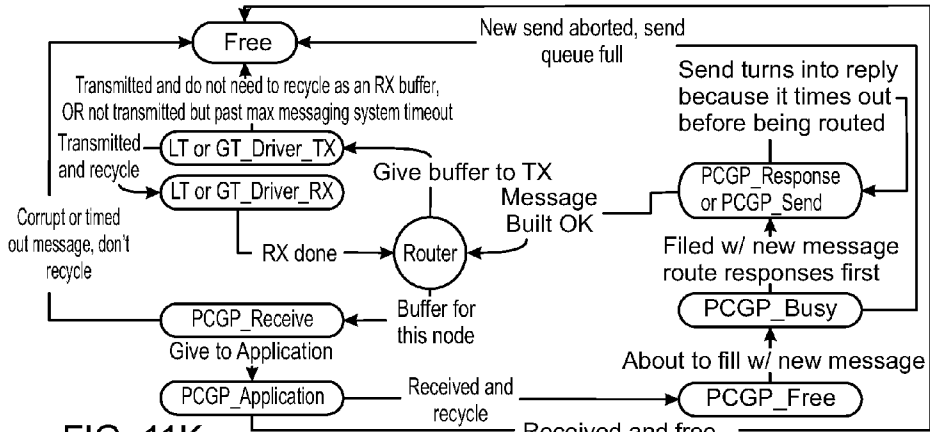 New send aborted, send
queue full
Free
Send turns into reply
because it times out
before being routed
Transmitted and do not need to recycle as an RX buffer,
OR not transmitted but past max messaging system timeout
Transmitted
and recycle
LT or GT_Driver_TX
Give buffer to TX
PCGP_Response
or PCGP_Send
LT or GT_Driver_RX
Message
Built OK
Corrupt or timed
out message, don't
recycle
RX done
Router
Filed w/ new message
route responses first
Buffer for
this node
PCGP_Receive
PCGP_Busy
Give to Application
About to fill w/ new message
PCGP_Application
Received and
recycle
PCGP_Free
FIG. 11K
Received and free